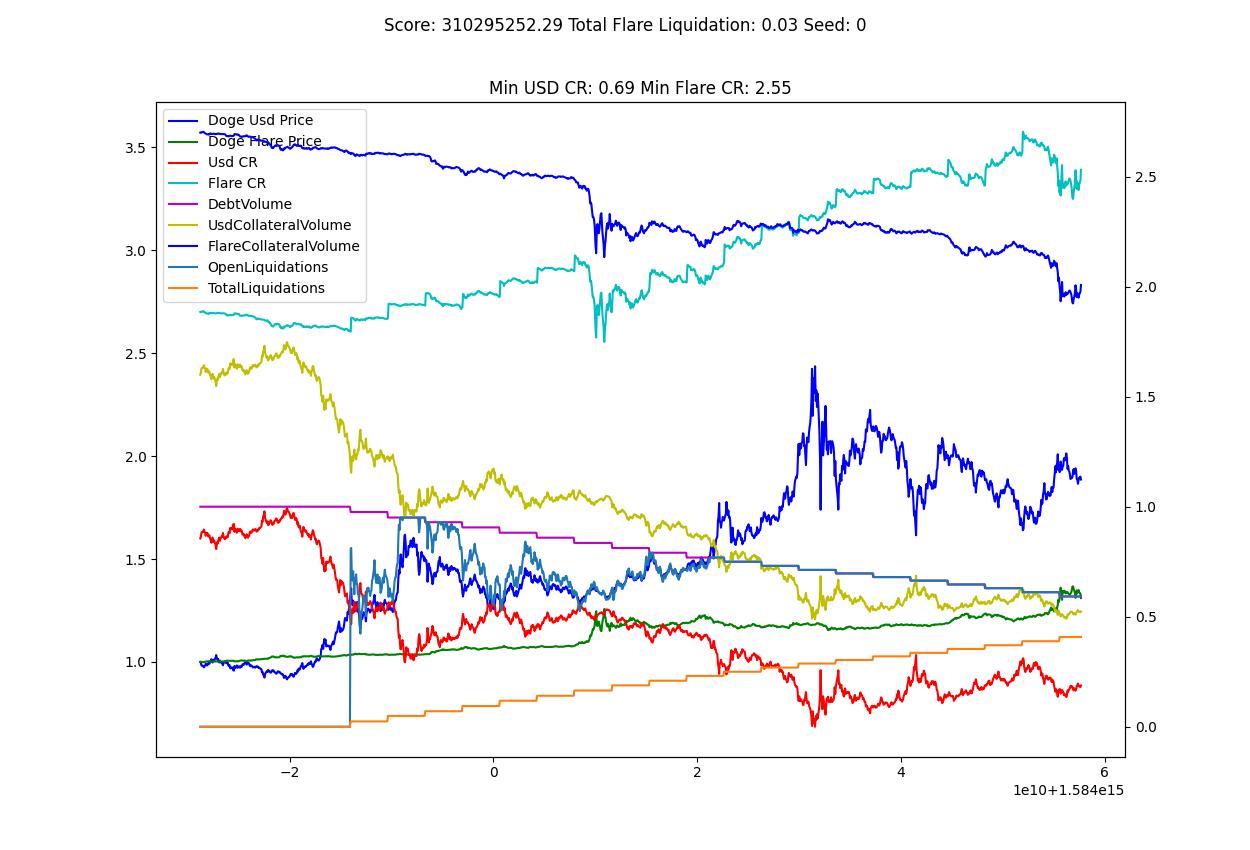 Score: 310295252.29 Total Flare Liquidation: 0.03 Seed: 0
Min USD CR: 0.69 Min Flare CR: 2.55
Doge Usd Price
Doge Flare Price
Usd CR
Flare CR
DebtVolume
UsdCollateralVolume
FlareCollateralVolume
OpenLiquidations
TotalLiquidations
3.5
3.0
2.5
2.0
1.5
1.0
2.5
2.0
1.5
1.0
0.5
0.0
−2
0
2
4
6
1e10+1.584e15